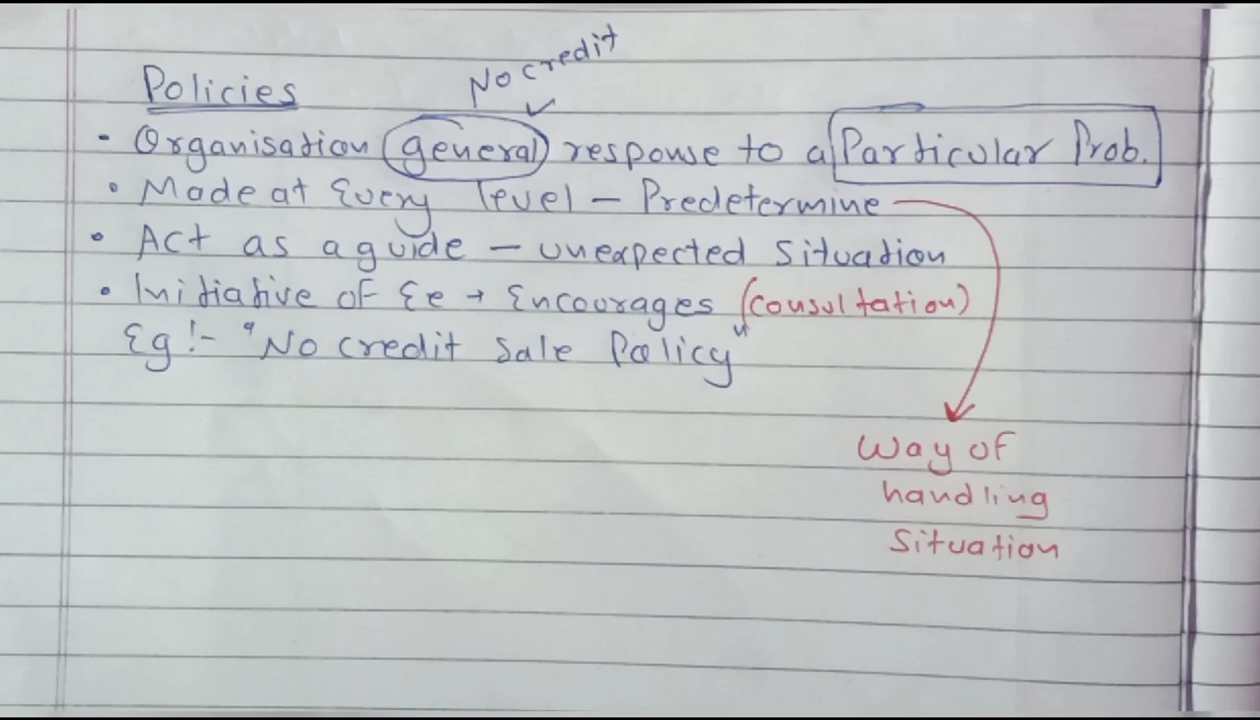 No credit
Policies
• Organisation general response to a Particular Prob.
• Made at Every level – Predetermine
• Act as a guide – unexpected Situation
• Initiative of Ee → Encourages (consultation)
Eg:- "No credit Sale Policy"
Way of
handling
Situation